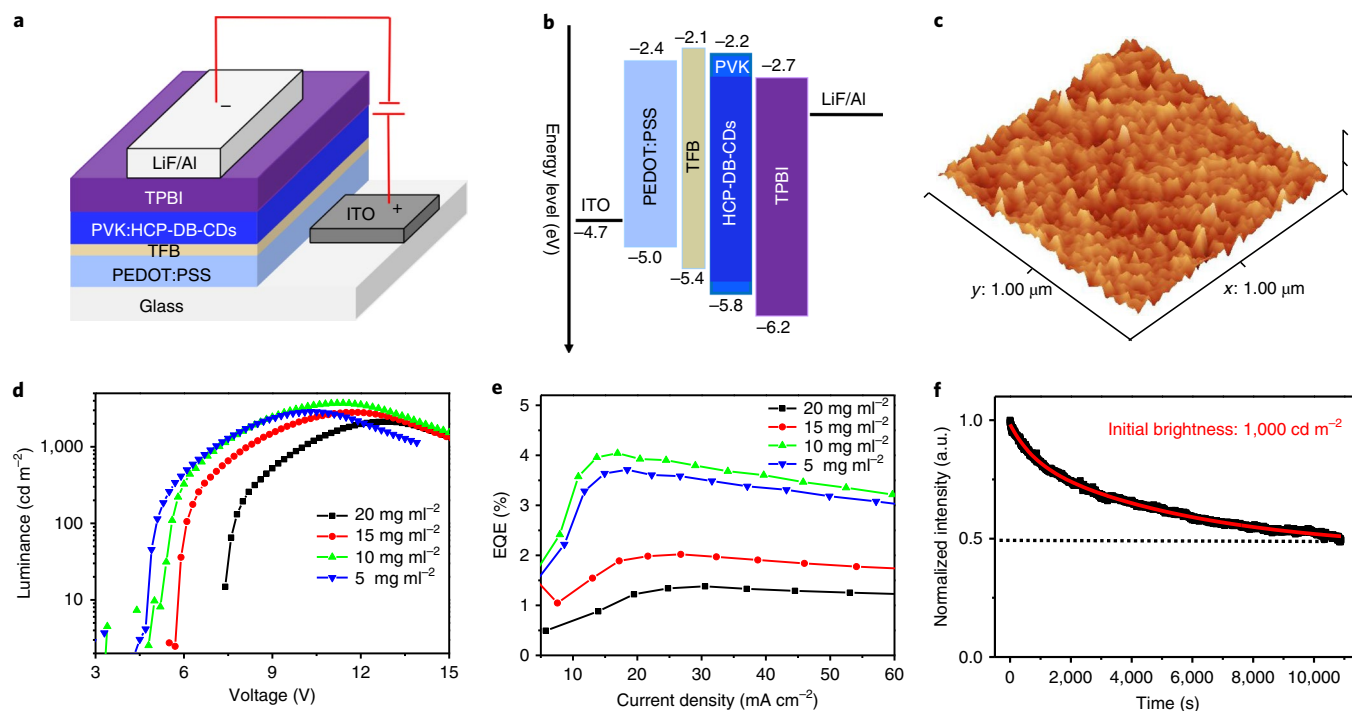 a
−
LiF/Al
TPBI
ITO +
PVK:HCP-DB-CDs
TFB
PEDOT:PSS
Glass
b
Energy level (eV)
ITO
−4.7
−2.4
PEDOT:PSS
−5.0
−2.1
TFB
−5.4
−2.2
PVK
HCP-DB-CDs
−5.8
−2.7
TPBI
−6.2
LiF/Al
c
y: 1.00 μm
x: 1.00 μm
d
Luminance (cd m−2)
1,000
100
10
20 mg ml−2
15 mg ml−2
10 mg ml−2
5 mg ml−2
3 6 9 12 15
Voltage (V)
e
EQE (%)
5
4
3
2
1
0
20 mg ml−2
15 mg ml−2
10 mg ml−2
5 mg ml−2
10 20 30 40 50 60
Current density (mA cm−2)
f
Normalized intensity (a.u.)
1.0
0.5
0.0
Initial brightness: 1,000 cd m−2
0 2,000 4,000 6,000 8,000 10,000
Time (s)